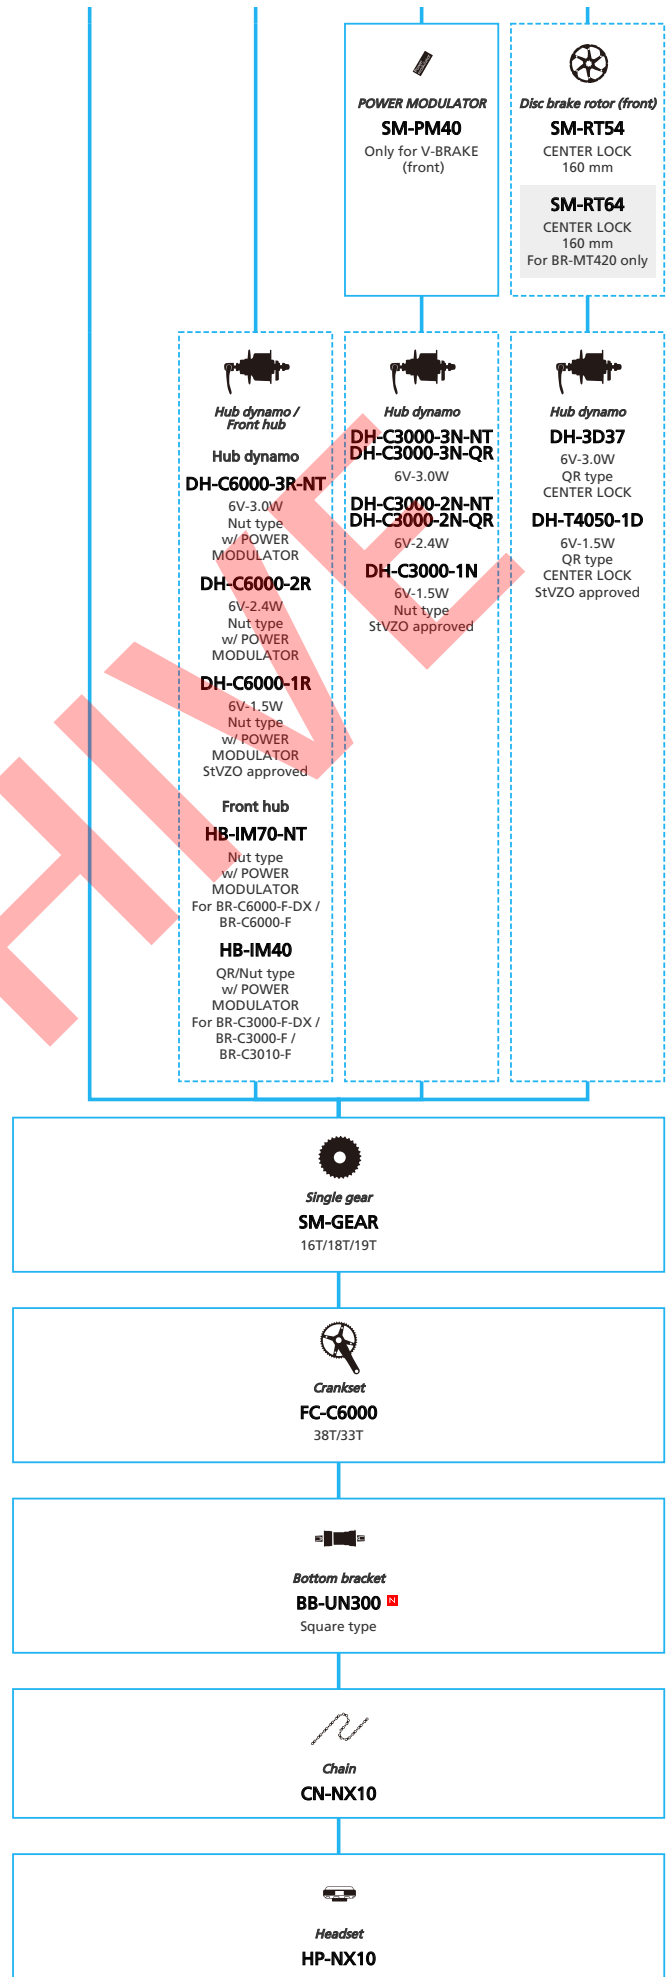 POWER MODULATOR
SM-PM40
Only for V-BRAKE
(front)
Disc brake rotor (front)
SM-RT54
CENTER LOCK
160 mm
SM-RT64
CENTER LOCK
160 mm
For BR-MT420 only
Hub dynamo /
Front hub
Hub dynamo
DH-C6000-3R-NT
6V-3.0W
Nut type
w/ POWER
MODULATOR
DH-C6000-2R
6V-2.4W
Nut type
w/ POWER
MODULATOR
DH-C6000-1R
6V-1.5W
Nut type
w/ POWER
MODULATOR
StVZO approved
Front hub
HB-IM70-NT
Nut type
w/ POWER
MODULATOR
For BR-C6000-F-DX /
BR-C6000-F
HB-IM40
QR/Nut type
w/ POWER
MODULATOR
For BR-C3000-F-DX /
BR-C3000-F /
BR-C3010-F
Hub dynamo
DH-C3000-3N-NT
DH-C3000-3N-QR
6V-3.0W
DH-C3000-2N-NT
DH-C3000-2N-QR
6V-2.4W
DH-C3000-1N
6V-1.5W
Nut type
StVZO approved
Hub dynamo
DH-3D37
6V-3.0W
QR type
CENTER LOCK
DH-T4050-1D
6V-1.5W
QR type
CENTER LOCK
StVZO approved
HIVE
Single gear
SM-GEAR
16T/18T/19T
Crankset
FC-C6000
38T/33T
Bottom bracket
BB-UN300 N
Square type
Chain
CN-NX10
Headset
HP-NX10